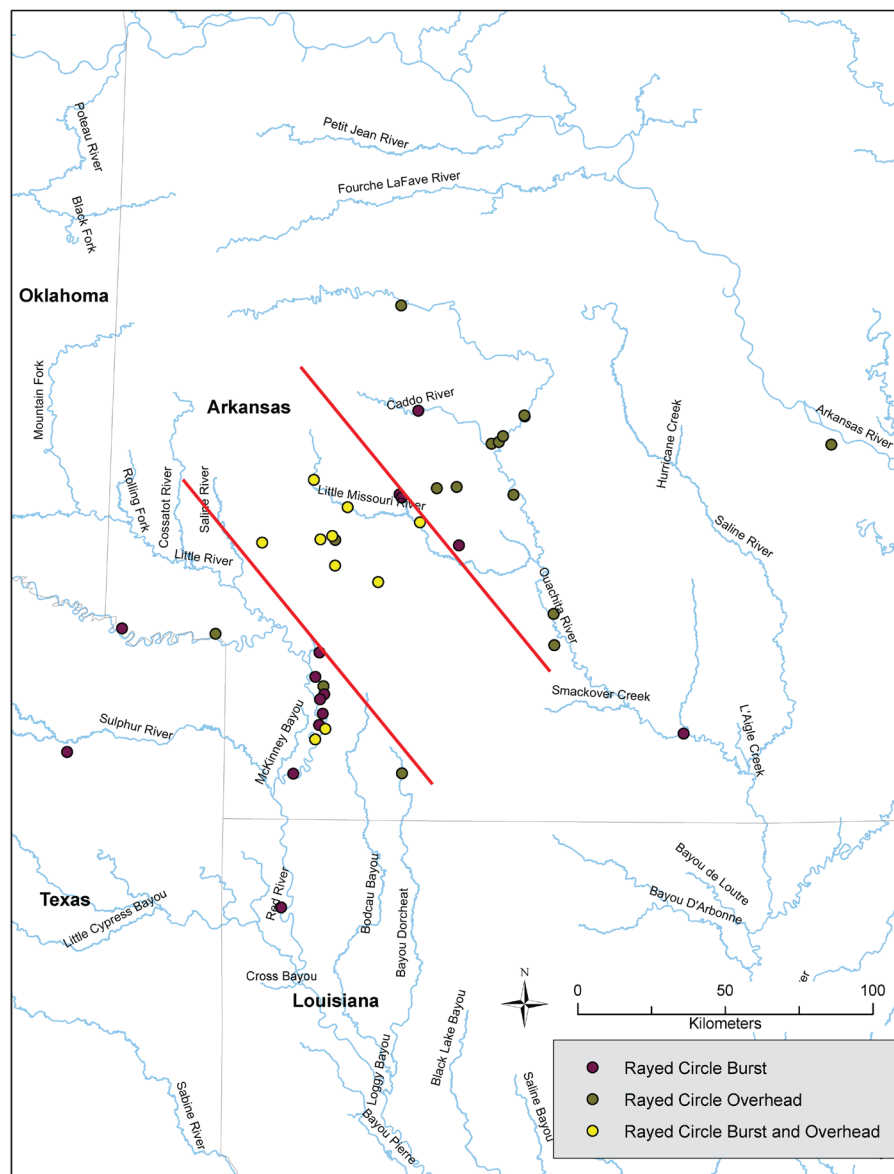 Poteau River
Petit Jean River
Fourche LaFave River
Black Fork
Oklahoma
Mountain Fork
Arkansas
Caddo River
Arkansas River
Hurricane Creek
Rolling Fork
Cossatot River
Saline River
Little Missouri River
Saline River
Little River
Ouachita River
Smackover Creek
L'Aigle Creek
McKinney Bayou
Sulphur River
Texas
Little Cypress Bayou
Red River
Bodcau Bayou
Bayou Dorcheat
Bayou de Loutre
Bayou D'Arbonne
Cross Bayou
Louisiana
er
N
0 50 100
Kilometers
Black Lake Bayou
Loggy Bayou
Saline Bayou
Bayou Pierre
Sabine River
Rayed Circle Burst
Rayed Circle Overhead
Rayed Circle Burst and Overhead